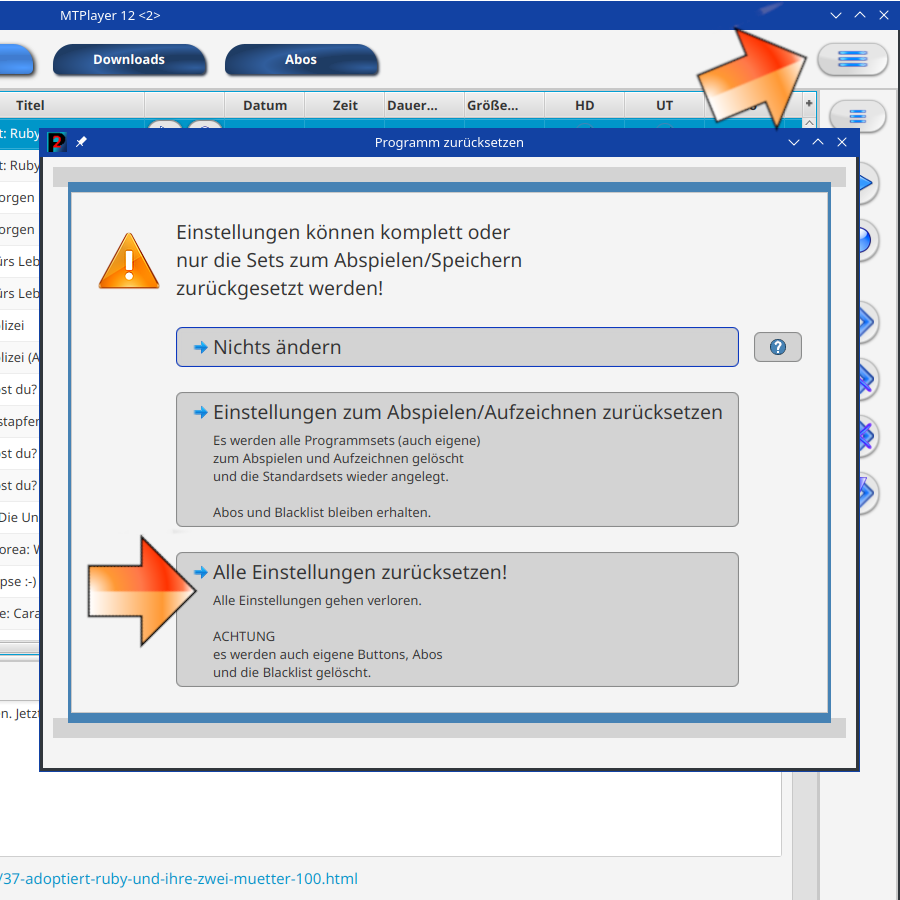 MTPlayer 12 <2>
Downloads
Abos
Titel
Datum
Zeit
Dauer...
Größe...
HD
UT
+
t: Ruby
Programm zurücksetzen
t: Ruby
orgen
orgen
ürs Leb
ürs Leb
lizei
lizei (A
st du?
stapfer
st du?
st du?
Die Un
orea: W
pse :-)
e: Cara
n. Jetzt
Einstellungen können komplett oder
nur die Sets zum Abspielen/Speichern
zurückgesetzt werden!
Nichts ändern
?
Einstellungen zum Abspielen/Aufzeichnen zurücksetzen
Es werden alle Programmsets (auch eigene)
zum Abspielen und Aufzeichnen gelöscht
und die Standardsets wieder angelegt.
Abos und Blacklist bleiben erhalten.
Alle Einstellungen zurücksetzen!
Alle Einstellungen gehen verloren.
ACHTUNG
es werden auch eigene Buttons, Abos
und die Blacklist gelöscht.
/37-adoptiert-ruby-und-ihre-zwei-muetter-100.html